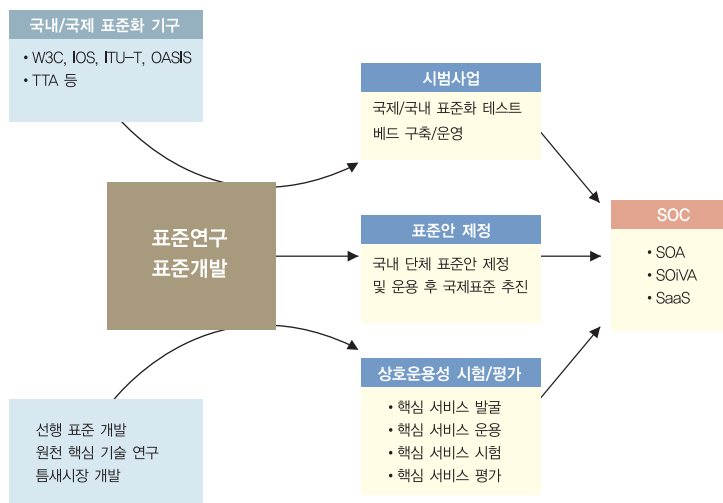 국내/국제 표준화 기구
• W3C, IOS, ITU-T, OASIS
• TTA 등
표준연구
표준개발
선행 표준 개발
원천 핵심 기술 연구
틈새시장 개발
시범사업
국제/국내 표준화 테스트
베드 구축/운영
표준안 제정
국내 단체 표준안 제정
및 운용 후 국제표준 추진
상호운용성 시험/평가
• 핵심 서비스 발굴
• 핵심 서비스 운용
• 핵심 서비스 시험
• 핵심 서비스 평가
SOC
• SOA
• SOiVA
• SaaS